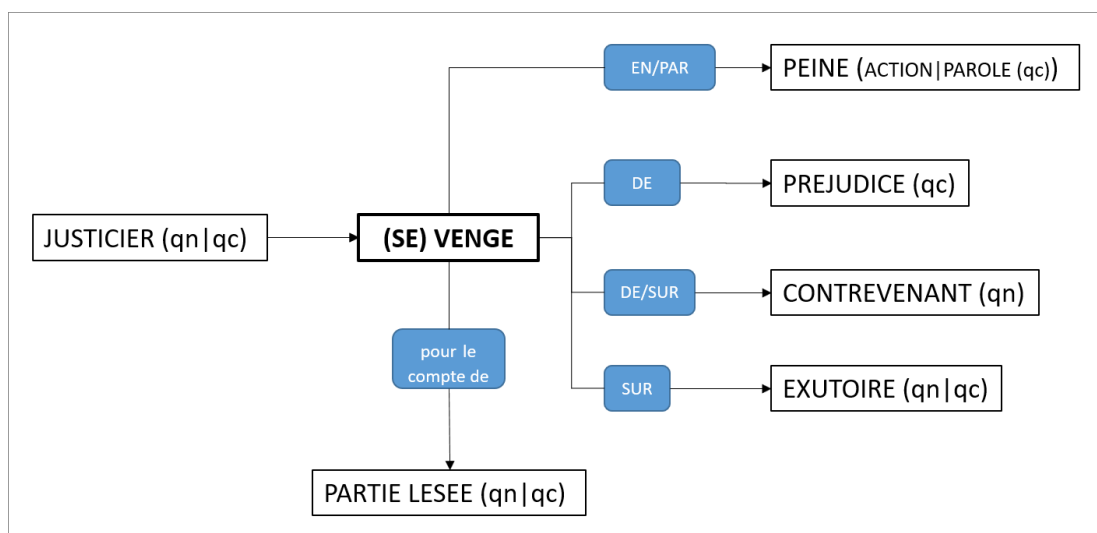 EN/PAR
PEINE (ACTION|PAROLE (qc))
DE
PREJUDICE (qc)
JUSTICIER (qn|qc)
(SE) VENGE
DE/SUR
CONTREVENANT (qn)
pour le
compte de
SUR
EXUTOIRE (qn|qc)
PARTIE LESEE (qn|qc)